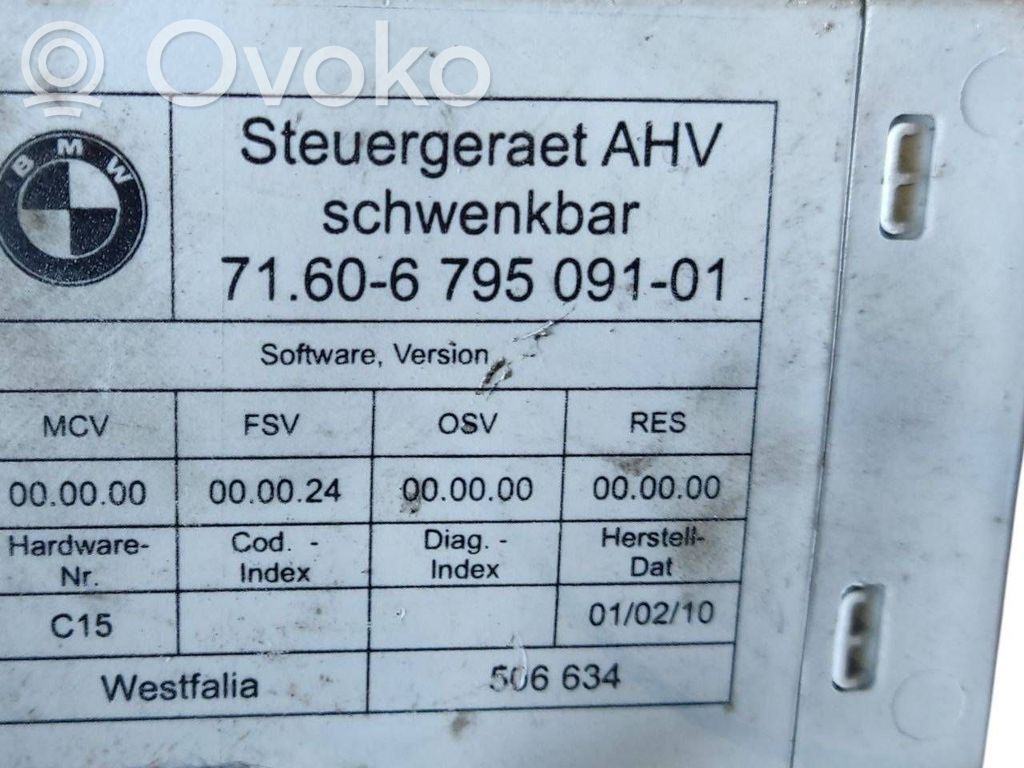 Ovoko
BMW
Steuergeraet AHV
schwenkbar
71.60-6 795 091-01
Software, Version
MCV FSV OSV RES
00.00.00 00.00.24 00.00.00 00.00.00
Hardware- Cod. - Diag. - Herstell-
Nr. Index Index Dat
C15 01/02/10
Westfalia 506 634